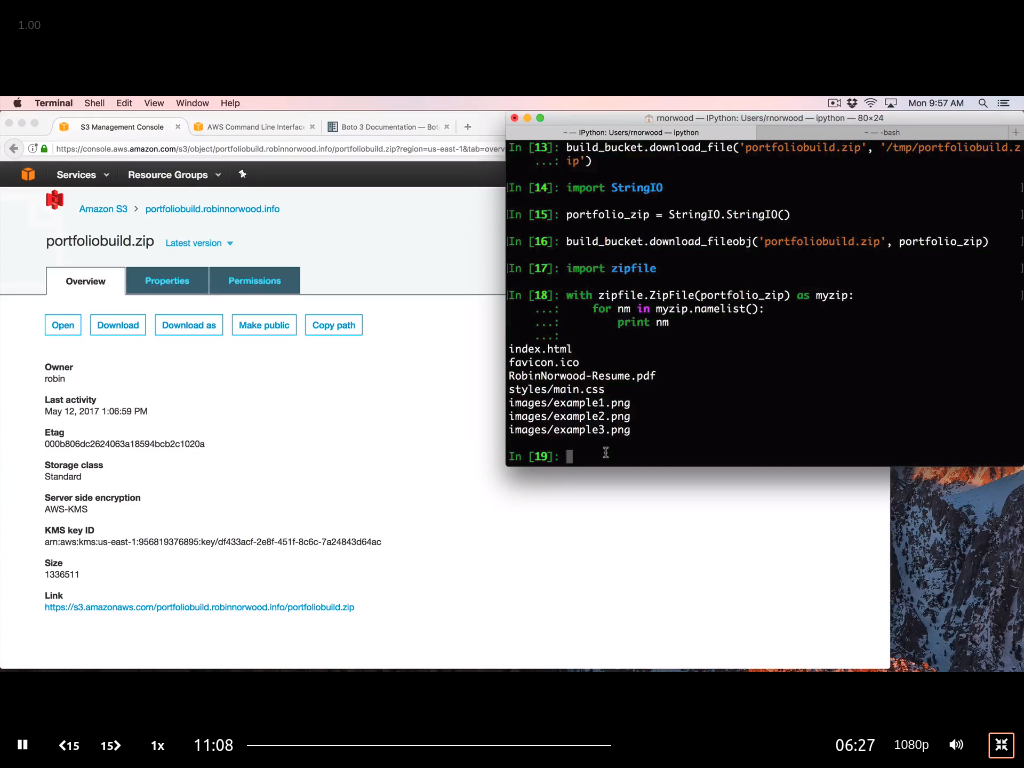 1.00
Terminal Shell Edit View Window Help
Mon 9:57 AM
S3 Management Console
AWS Command Line Interfac
Boto 3 Documentation — Bot
https://console.aws.amazon.com/s3/object/portfoliobuild.robinnorwood.info/portfoliobuild.zip?region=us-east-1&tab=overv
Services
Resource Groups
Amazon S3 > portfoliobuild.robinnorwood.info
portfoliobuild.zip Latest version
Overview
Properties
Permissions
Open
Download
Download as
Make public
Copy path
Owner
robin
Last activity
May 12, 2017 1:06:59 PM
Etag
000b806dc2624063a18594bcb2c1020a
Storage class
Standard
Server side encryption
AWS-KMS
KMS key ID
arn:aws:kms:us-east-1:956819376895:key/df433acf-2e8f-451f-8c6c-7a24843d64ac
Size
1336511
Link
https://s3.amazonaws.com/portfoliobuild.robinnorwood.info/portfoliobuild.zip
rnorwood — IPython: Users/rnorwood — ipython — 80×24
~ — IPython: Users/rnorwood — ipython
~ — -bash
In [13]: build_bucket.download_file('portfoliobuild.zip', '/tmp/portfoliobuild.z
...: ip')
In [14]: import StringIO
In [15]: portfolio_zip = StringIO.StringIO()
In [16]: build_bucket.download_fileobj('portfoliobuild.zip', portfolio_zip)
In [17]: import zipfile
In [18]: with zipfile.ZipFile(portfolio_zip) as myzip:
...: for nm in myzip.namelist():
...: print nm
...:
index.html
favicon.ico
RobinNorwood-Resume.pdf
styles/main.css
images/example1.png
images/example2.png
images/example3.png
In [19]:
15
15
1x
11:08
06:27
1080p